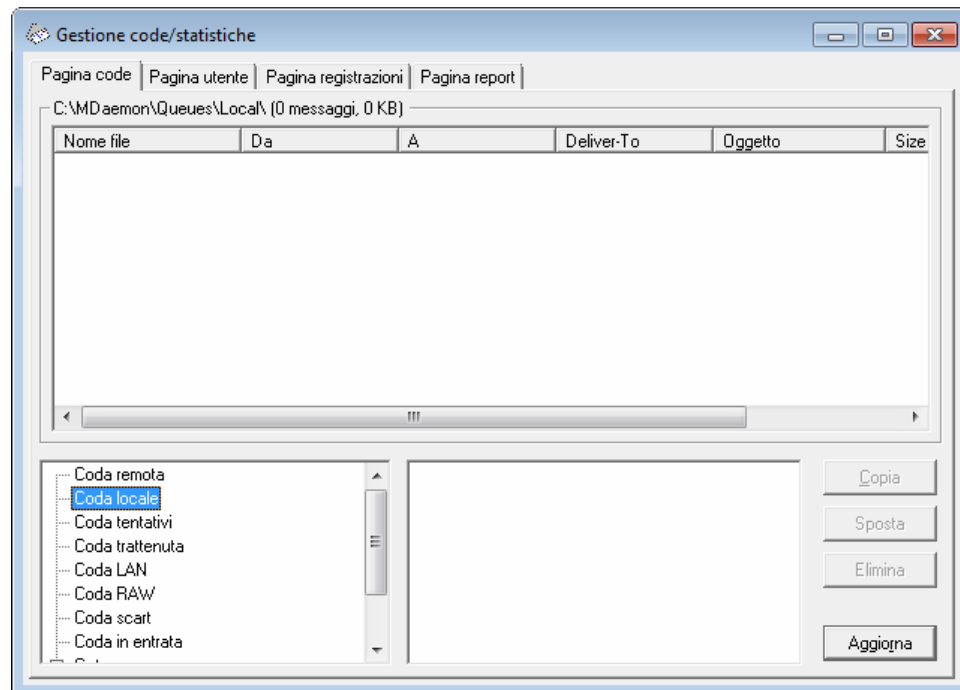 Gestione code/statistiche
Pagina code Pagina utente Pagina registrazioni Pagina report
C:\MDaemon\Queues\Local\ (0 messaggi, 0 KB)
Nome file Da A Deliver-To Oggetto Size
Coda remota
Coda locale
Coda tentativi
Coda trattenuta
Coda LAN
Coda RAW
Coda scart
Coda in entrata
Copia
Sposta
Elimina
Aggiorna